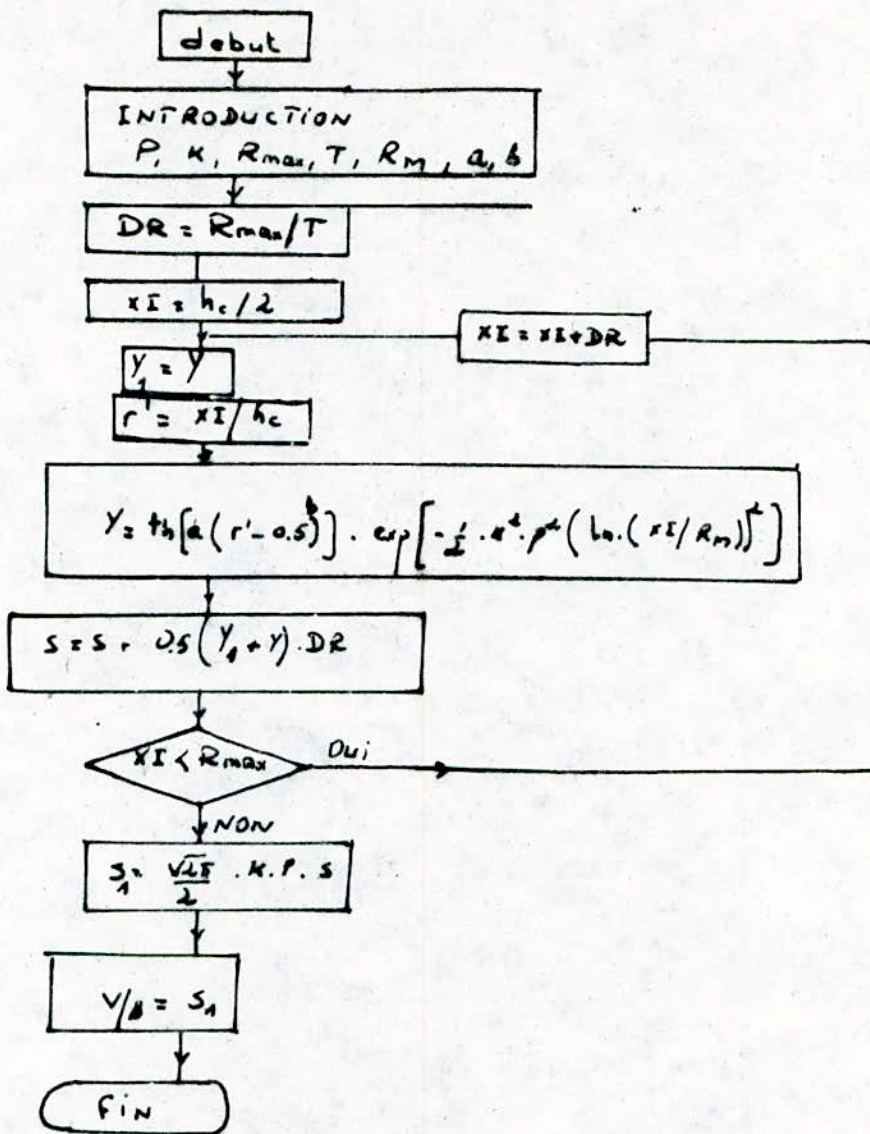 debut
INTRODUCTION
P, K, Rmax, T, RM, a, b
DR = Rmax/T
xI = hc/2
xI = xI + DR
Y1 = Y
r' = xI/hc
Y = th[a(r' - 0.5)^b] . exp[-1/2 . K² . P² (ln.(xI/RM))²]
S = S + 0.5(Y1 + Y).DR
xI < Rmax
Oui
NON
S1 = √2π/2 . K.P. S
= S1
FIN